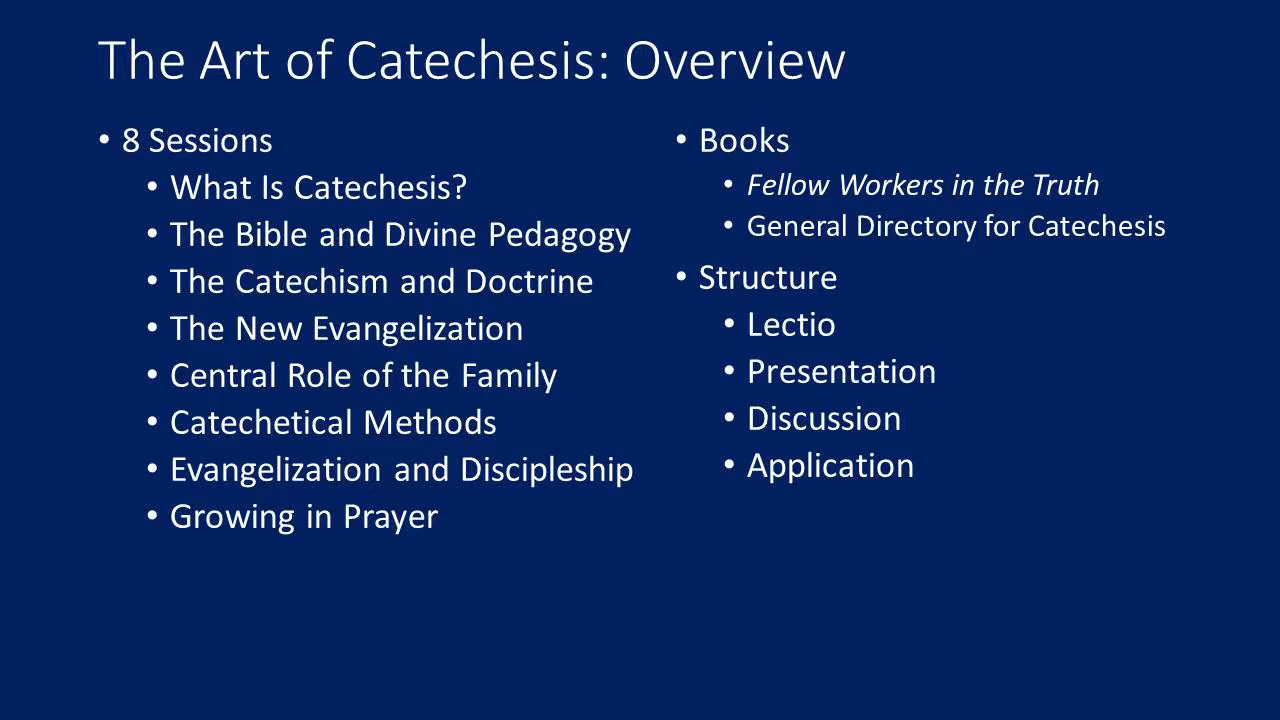 The Art of Catechesis: Overview
• 8 Sessions
• What Is Catechesis?
• The Bible and Divine Pedagogy
• The Catechism and Doctrine
• The New Evangelization
• Central Role of the Family
• Catechetical Methods
• Evangelization and Discipleship
• Growing in Prayer
• Books
• Fellow Workers in the Truth
• General Directory for Catechesis
• Structure
• Lectio
• Presentation
• Discussion
• Application